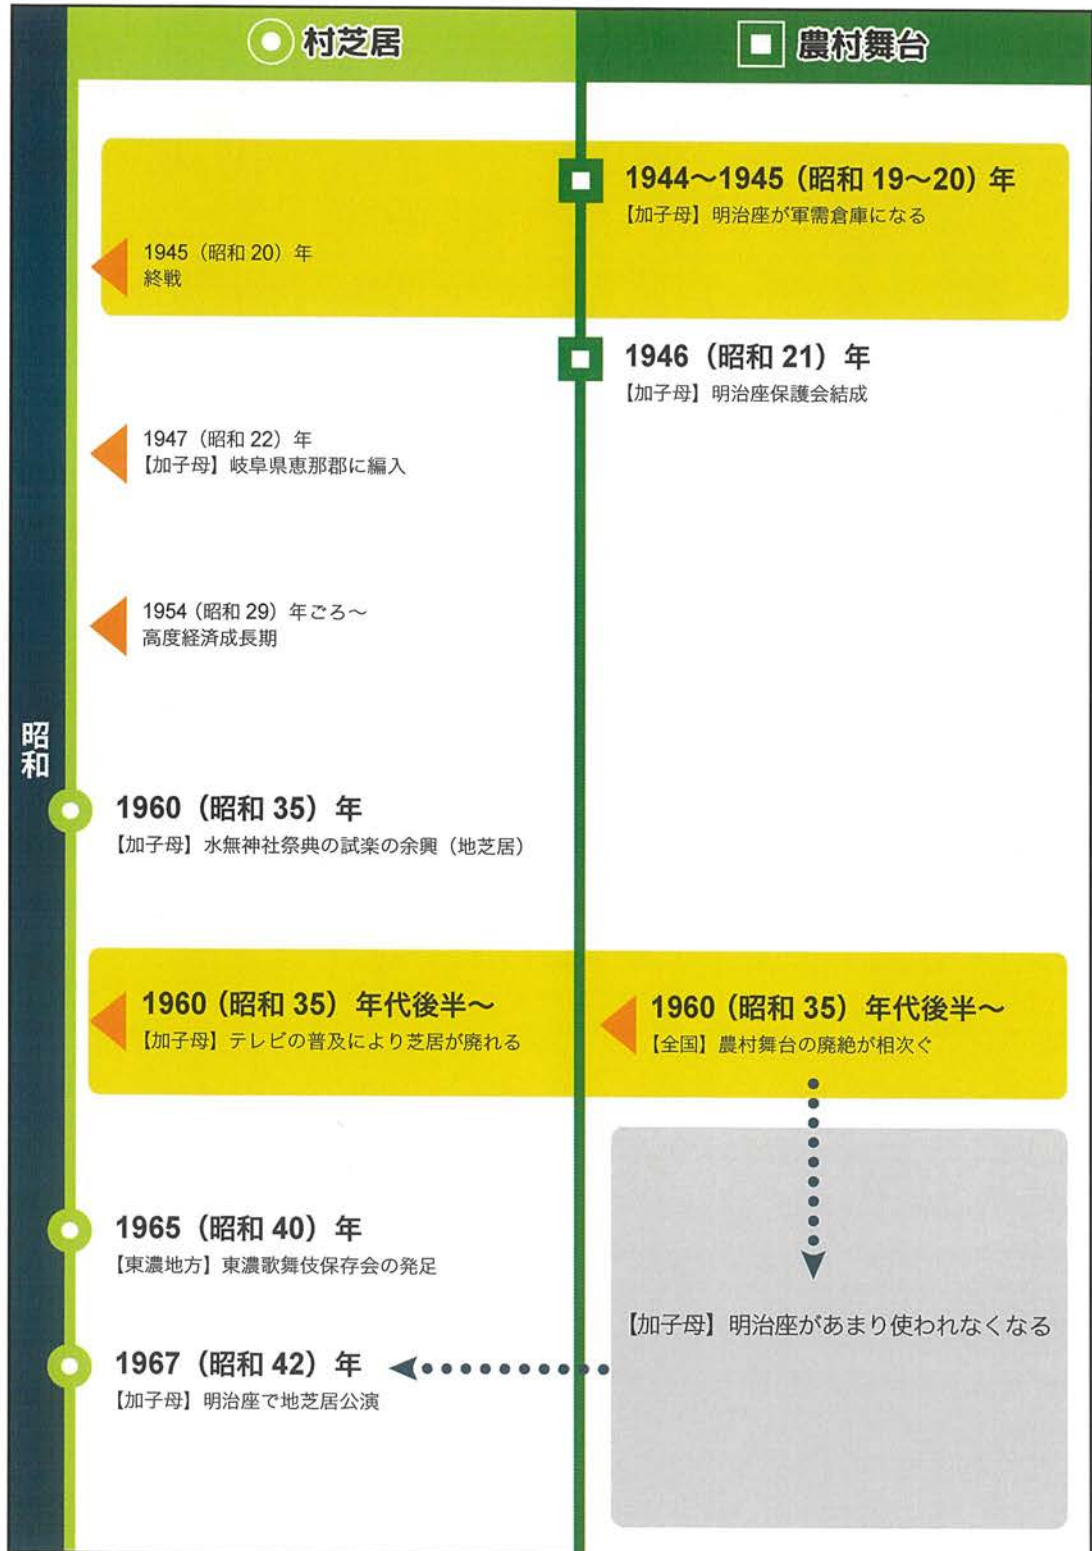 村芝居
農村舞台
1944～1945（昭和 19～20）年
【加子母】明治座が軍需倉庫になる
1945（昭和 20）年
終戦
1946（昭和 21）年
【加子母】明治座保護会結成
1947（昭和 22）年
【加子母】岐阜県恵那郡に編入
1954（昭和 29）年ごろ～
高度経済成長期
昭和
1960（昭和 35）年
【加子母】水無神社祭典の試楽の余興（地芝居）
1960（昭和 35）年代後半～
【加子母】テレビの普及により芝居が廃れる
1960（昭和 35）年代後半～
【全国】農村舞台の廃絶が相次ぐ
1965（昭和 40）年
【東濃地方】東濃歌舞伎保存会の発足
【加子母】明治座があまり使われなくなる
1967（昭和 42）年
【加子母】明治座で地芝居公演